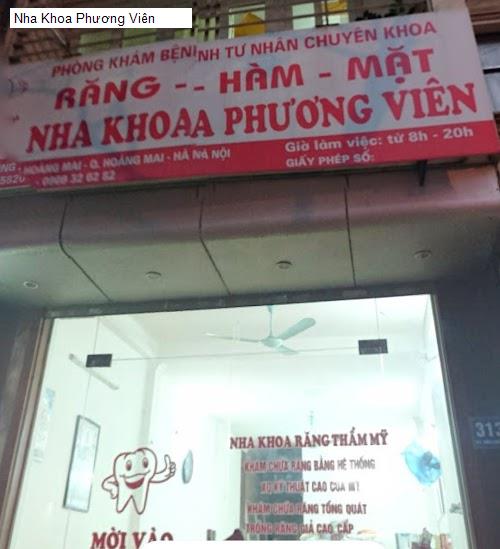 Nha Khoa Phương Viên
PHÒNG KHÁM BỆNINH TƯ NHÂN CHUYÊN KHOA
RĂNG - - HÀM - MẶT
NHA KHOAA PHƯƠNG VIÊN
Giờ làm việc: từ 8h - 20h
- HOÀNG MAI - Q. HOÀNG MAI - HÀ Nà NỘI
GIẤY PHÉP SỐ:
- 0908 32 62 82
313
NHA KHOA RĂNG THẨM MỸ
KHÁM CHỮA RĂNG BẰNG HỆ THỐNG
KỸ THUẬT CAO CỦA MỸ
KHÁM CHỮA RĂNG TỔNG QUÁT
TRỒNG RĂNG GIẢ CAO CẤP
MỜI VÀO